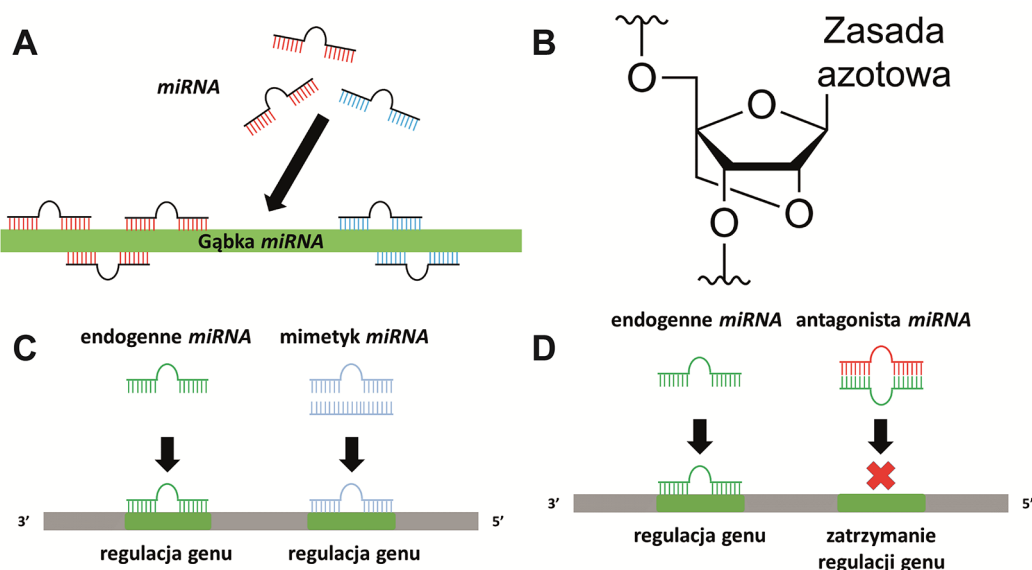 A
miRNA
Gąbka miRNA
B
Zasada
azotowa
O
O
O
O
C
endogenne miRNA
mimetyk miRNA
3’
5’
regulacja genu
regulacja genu
D
endogenne miRNA
antagonista miRNA
3’
5’
regulacja genu
zatrzymanie
regulacji genu